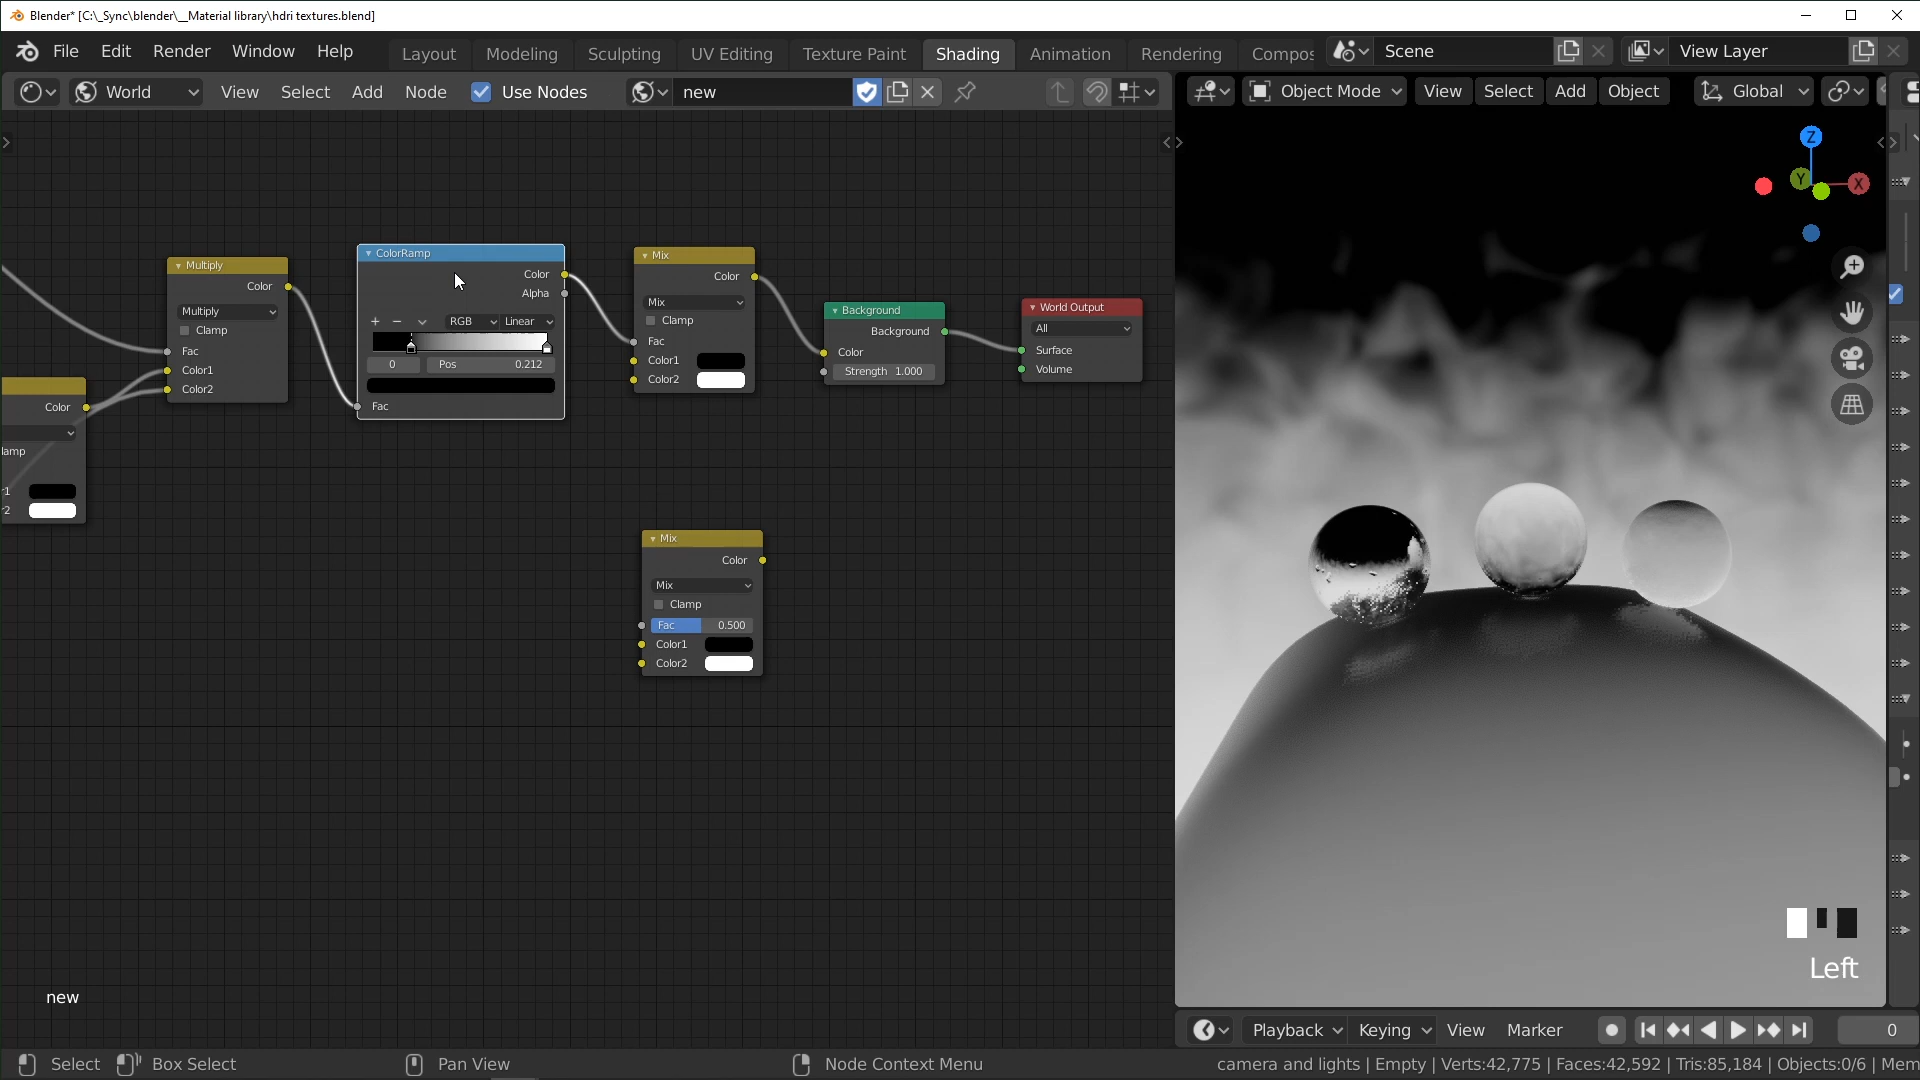 Blender* [C:\_Sync\blender\__Material library\hdri textures.blend]
File Edit Render Window Help Layout Modeling Sculpting UV Editing Texture Paint Shading Animation Rendering Compos Scene View Layer
World View Select Add Node Use Nodes new Object Mode View Select Add Object Global
Z
Y
X
Multiply
Color
Multiply
Clamp
Fac
Color1
Color2
ColorRamp
Color
Alpha
RGB Linear
0 Pos 0.212
Fac
Mix
Color
Mix
Clamp
Fac
Color1
Color2
Background
Background
Color
Strength 1.000
World Output
All
Surface
Volume
Color
lamp
r1
r2
Mix
Color
Mix
Clamp
Fac 0.500
Color1
Color2
Left
new
Playback Keying View Marker 0
Select Box Select Pan View Node Context Menu camera and lights | Empty | Verts:42,775 | Faces:42,592 | Tris:85,184 | Objects:0/6 | Mem